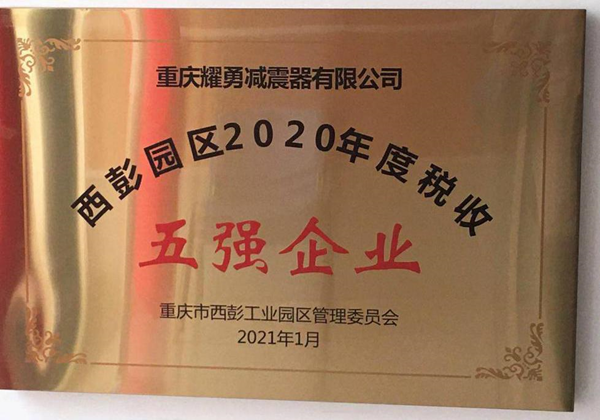 重庆耀勇减震器有限公司
西彭园区2020年度税收
五强企业
重庆市西彭工业园区管理委员会
2021年1月